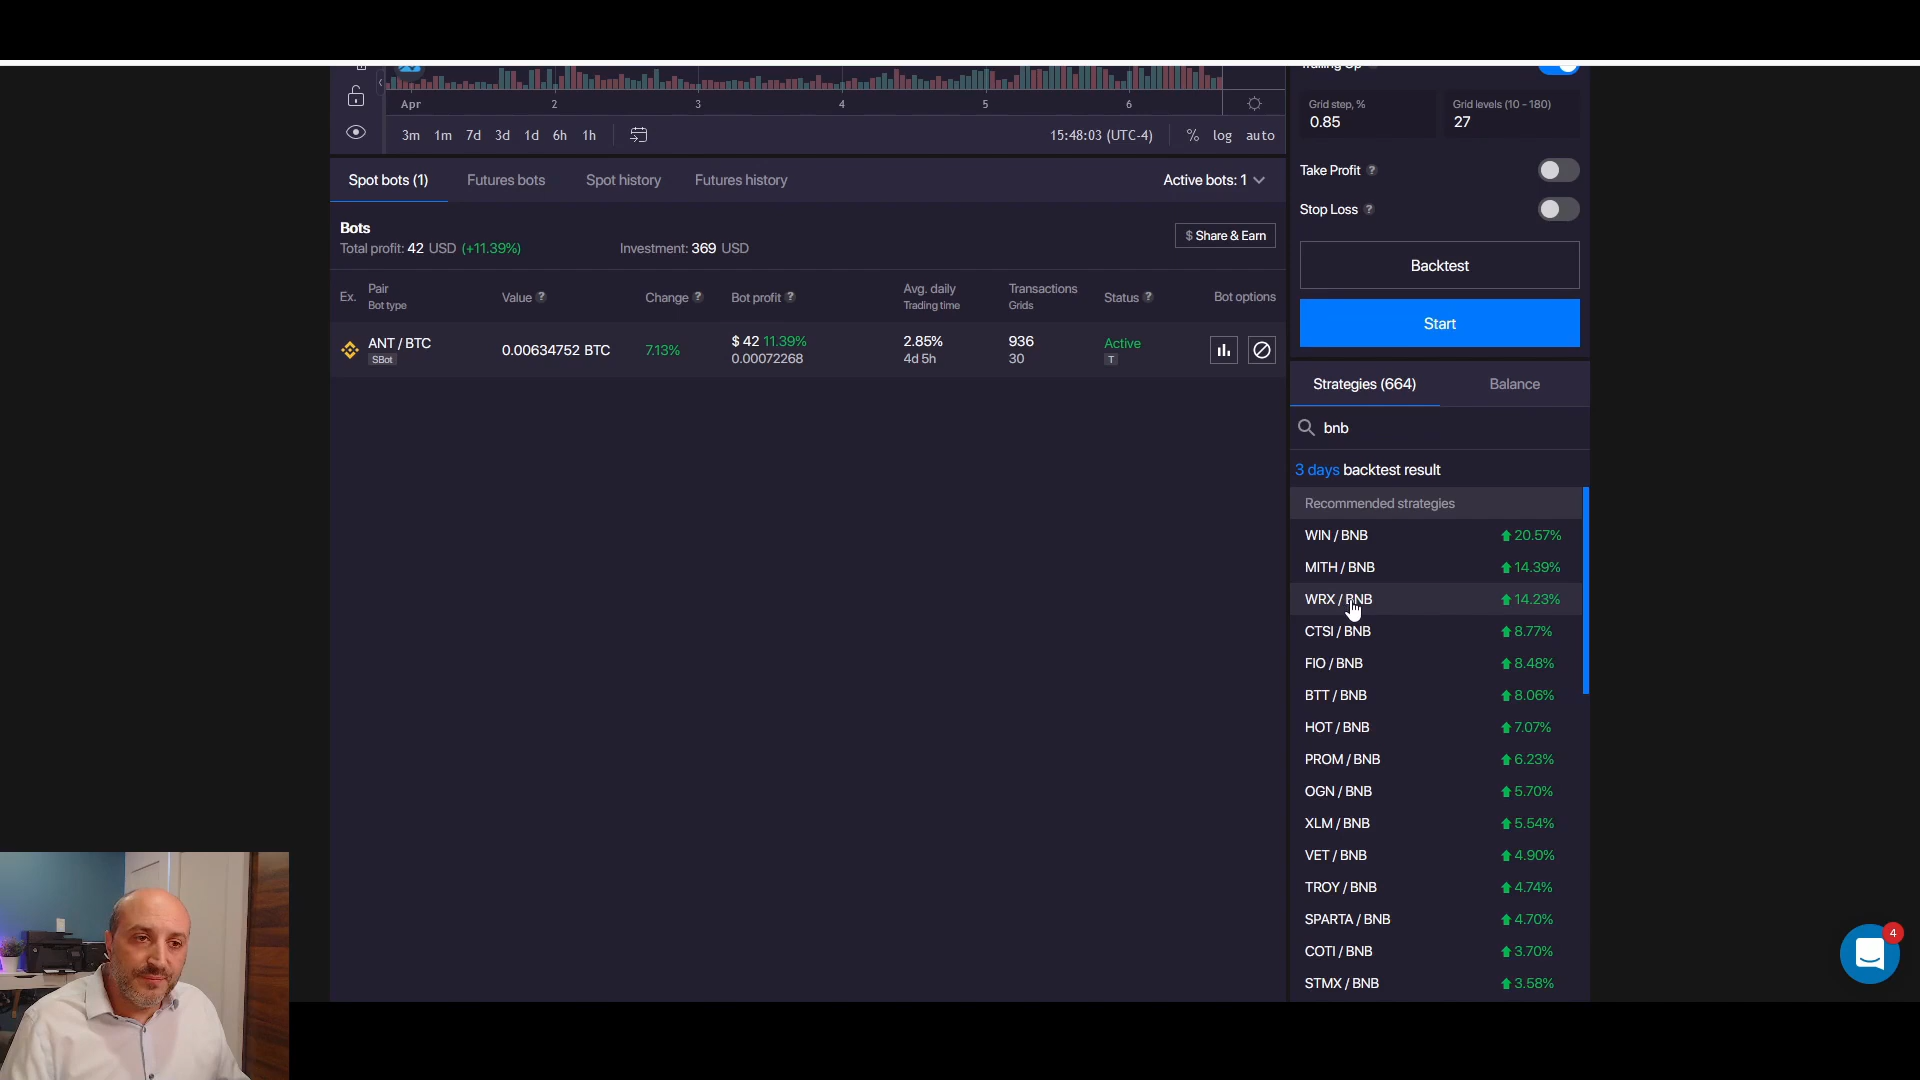 Trailing Up
Grid step, %
0.85
Grid levels (10 - 180)
27
Apr 2 3 4 5 6
3m 1m 7d 3d 1d 6h 1h
15:48:03 (UTC-4) % log auto
Take Profit ?
Stop Loss ?
Backtest
Start
Spot bots (1) Futures bots Spot history Futures history Active bots: 1
Bots
Total profit: 42 USD (+11.39%) Investment: 369 USD
$ Share & Earn
Ex. Pair
Bot type
Value ?
Change ?
Bot profit ?
Avg. daily
Trading time
Transactions
Grids
Status ?
Bot options
ANT / BTC
SBot
0.00634752 BTC
7.13%
$ 42 11.39%
0.00072268
2.85%
4d 5h
936
30
Active
T
Strategies (664) Balance
bnb
3 days backtest result
Recommended strategies
WIN / BNB 20.57%
MITH / BNB 14.39%
WRX / BNB 14.23%
CTSI / BNB 8.77%
FIO / BNB 8.48%
BTT / BNB 8.06%
HOT / BNB 7.07%
PROM / BNB 6.23%
OGN / BNB 5.70%
XLM / BNB 5.54%
VET / BNB 4.90%
TROY / BNB 4.74%
SPARTA / BNB 4.70%
COTI / BNB 3.70%
STMX / BNB 3.58%
4